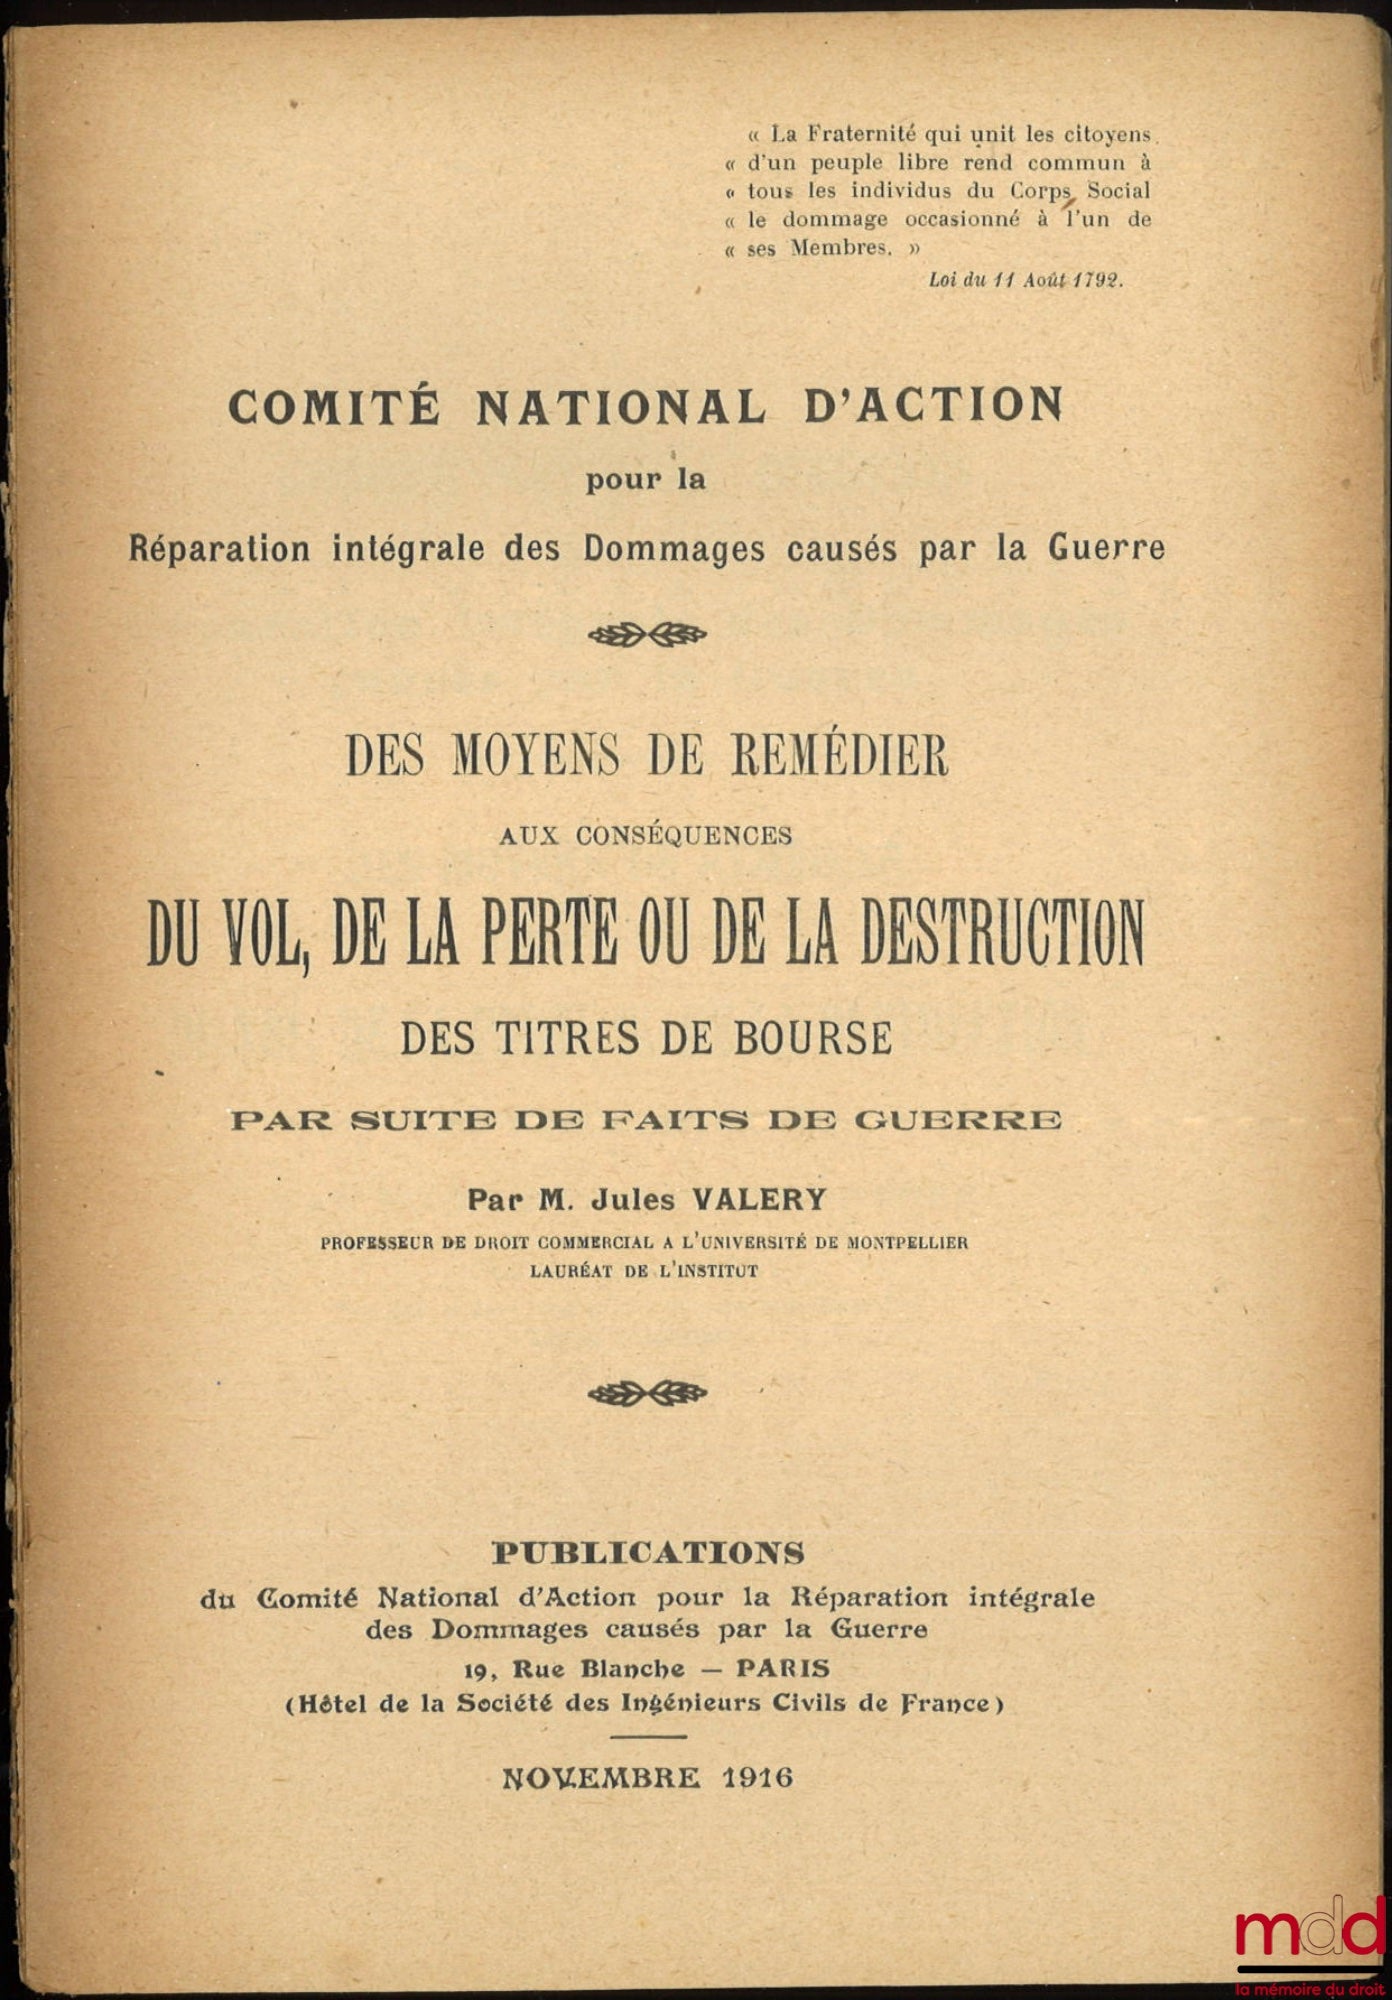 « La Fraternité qui unit les citoyens
« d'un peuple libre rend commun à
« tous les individus du Corps Social
« le dommage occasionné à l'un de
« ses Membres. »
Loi du 11 Août 1792.
COMITÉ NATIONAL D'ACTION
pour la
Réparation intégrale des Dommages causés par la Guerre
DES MOYENS DE REMÉDIER
AUX CONSÉQUENCES
DU VOL, DE LA PERTE OU DE LA DESTRUCTION
DES TITRES DE BOURSE
PAR SUITE DE FAITS DE GUERRE
Par M. Jules VALERY
PROFESSEUR DE DROIT COMMERCIAL A L'UNIVERSITÉ DE MONTPELLIER
LAURÉAT DE L'INSTITUT
PUBLICATIONS
du Comité National d'Action pour la Réparation intégrale
des Dommages causés par la Guerre
19, Rue Blanche — PARIS
(Hôtel de la Société des Ingénieurs Civils de France)
NOVEMBRE 1916
mdd
la mémoire du droit